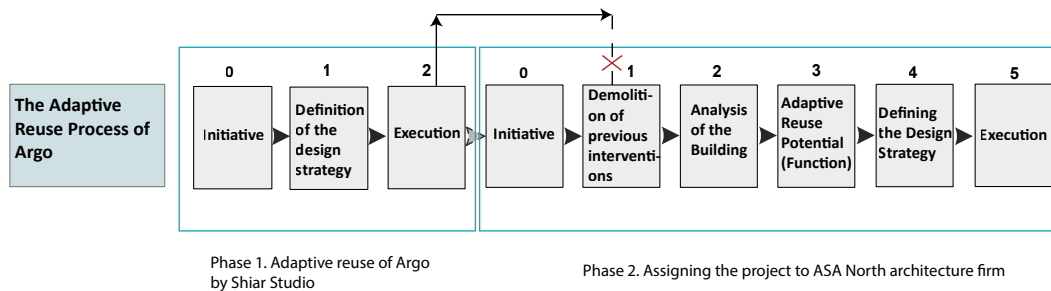 The Adaptive
Reuse Process of
Argo
0
1
2
Initiative
Definition
of the
design
strategy
Execution
0
1
2
3
4
5
Initiative
Demoliti-
on of
previous
interventi-
ons
Analysis
of the
Building
Adaptive
Reuse
Potential
(Function)
Defining
the Design
Strategy
Execution
Phase 1. Adaptive reuse of Argo
by Shiar Studio
Phase 2. Assigning the project to ASA North architecture firm